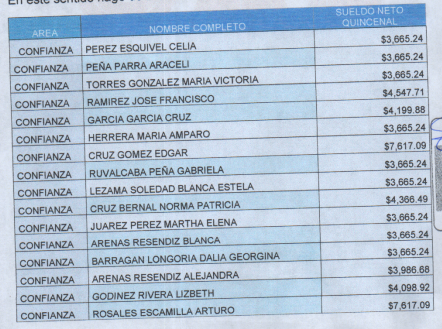 En este sentido hago
AREA NOMBRE COMPLETO SUELDO NETO
QUINCENAL
CONFIANZA PEREZ ESQUIVEL CELIA $3,665.24
CONFIANZA PEÑA PARRA ARACELI $3,665.24
CONFIANZA TORRES GONZALEZ MARIA VICTORIA $3,665.24
CONFIANZA RAMIREZ JOSE FRANCISCO $4,547.71
CONFIANZA GARCIA GARCIA CRUZ $4,199.88
CONFIANZA HERRERA MARIA AMPARO $3,665.24
CONFIANZA CRUZ GOMEZ EDGAR $7,617.09
CONFIANZA RUVALCABA PEÑA GABRIELA $3,665.24
CONFIANZA LEZAMA SOLEDAD BLANCA ESTELA $3,665.24
CONFIANZA CRUZ BERNAL NORMA PATRICIA $4,366.49
CONFIANZA JUAREZ PEREZ MARTHA ELENA $3,665.24
CONFIANZA ARENAS RESENDIZ BLANCA $3,665.24
CONFIANZA BARRAGAN LONGORIA DALIA GEORGINA $3,665.24
CONFIANZA ARENAS RESENDIZ ALEJANDRA $3,986.68
CONFIANZA GODINEZ RIVERA LIZBETH $4,098.92
CONFIANZA ROSALES ESCAMILLA ARTURO $7,617.09